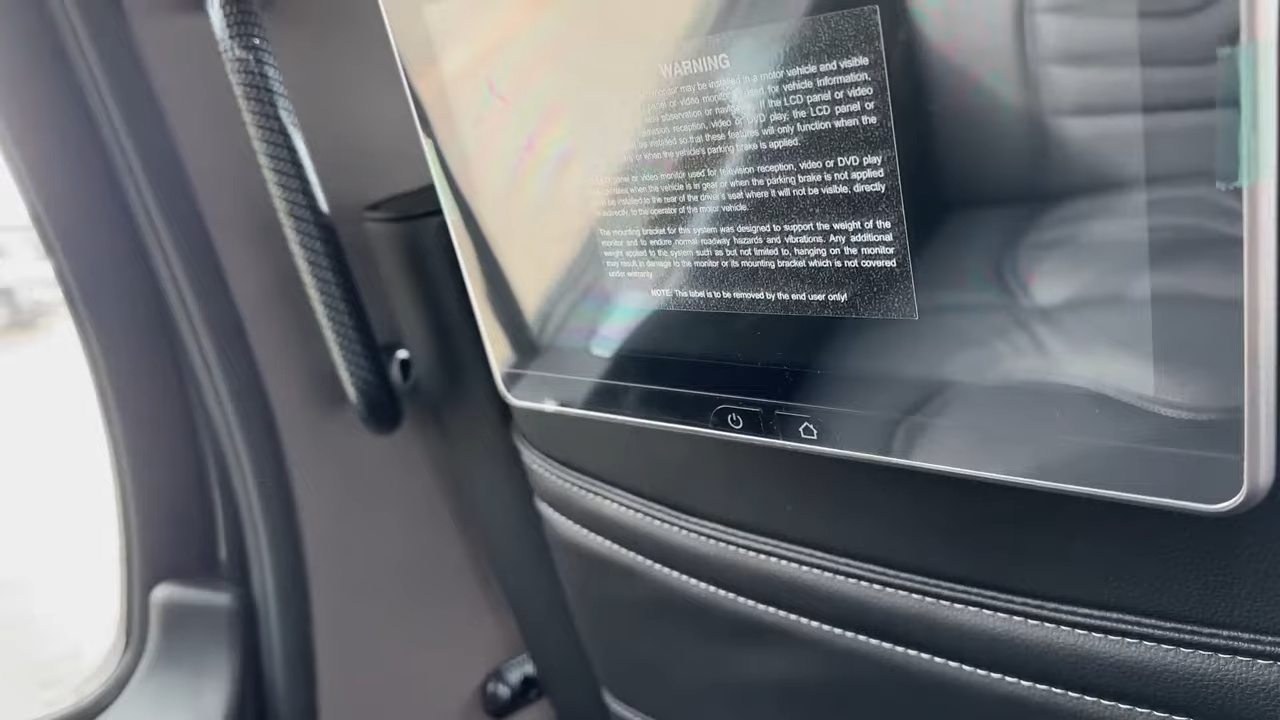 WARNING
monitor may be installed in a motor vehicle and visible
panel or video monitor used for vehicle information,
observation or If the LCD panel or video
reception, video or DVD play, the LCD panel or
be installed so that these features will only function when the
or when the vehicle's parking brake is applied.
panel or video monitor used for television reception, video or DVD play
when the vehicle is in gear or when the parking brake is not applied
be installed to the rear of the driver's seat where it will not be visible, directly
indirectly, to the operator of the motor vehicle.
The mounting bracket for this system was designed to support the weight of the
monitor and to endure normal roadway hazards and vibrations. Any additional
weight applied to the system such as but not limited to, hanging on the monitor
may result in damage to the monitor or its mounting bracket which is not covered
under warranty.
NOTE: This label is to be removed by the end user only!